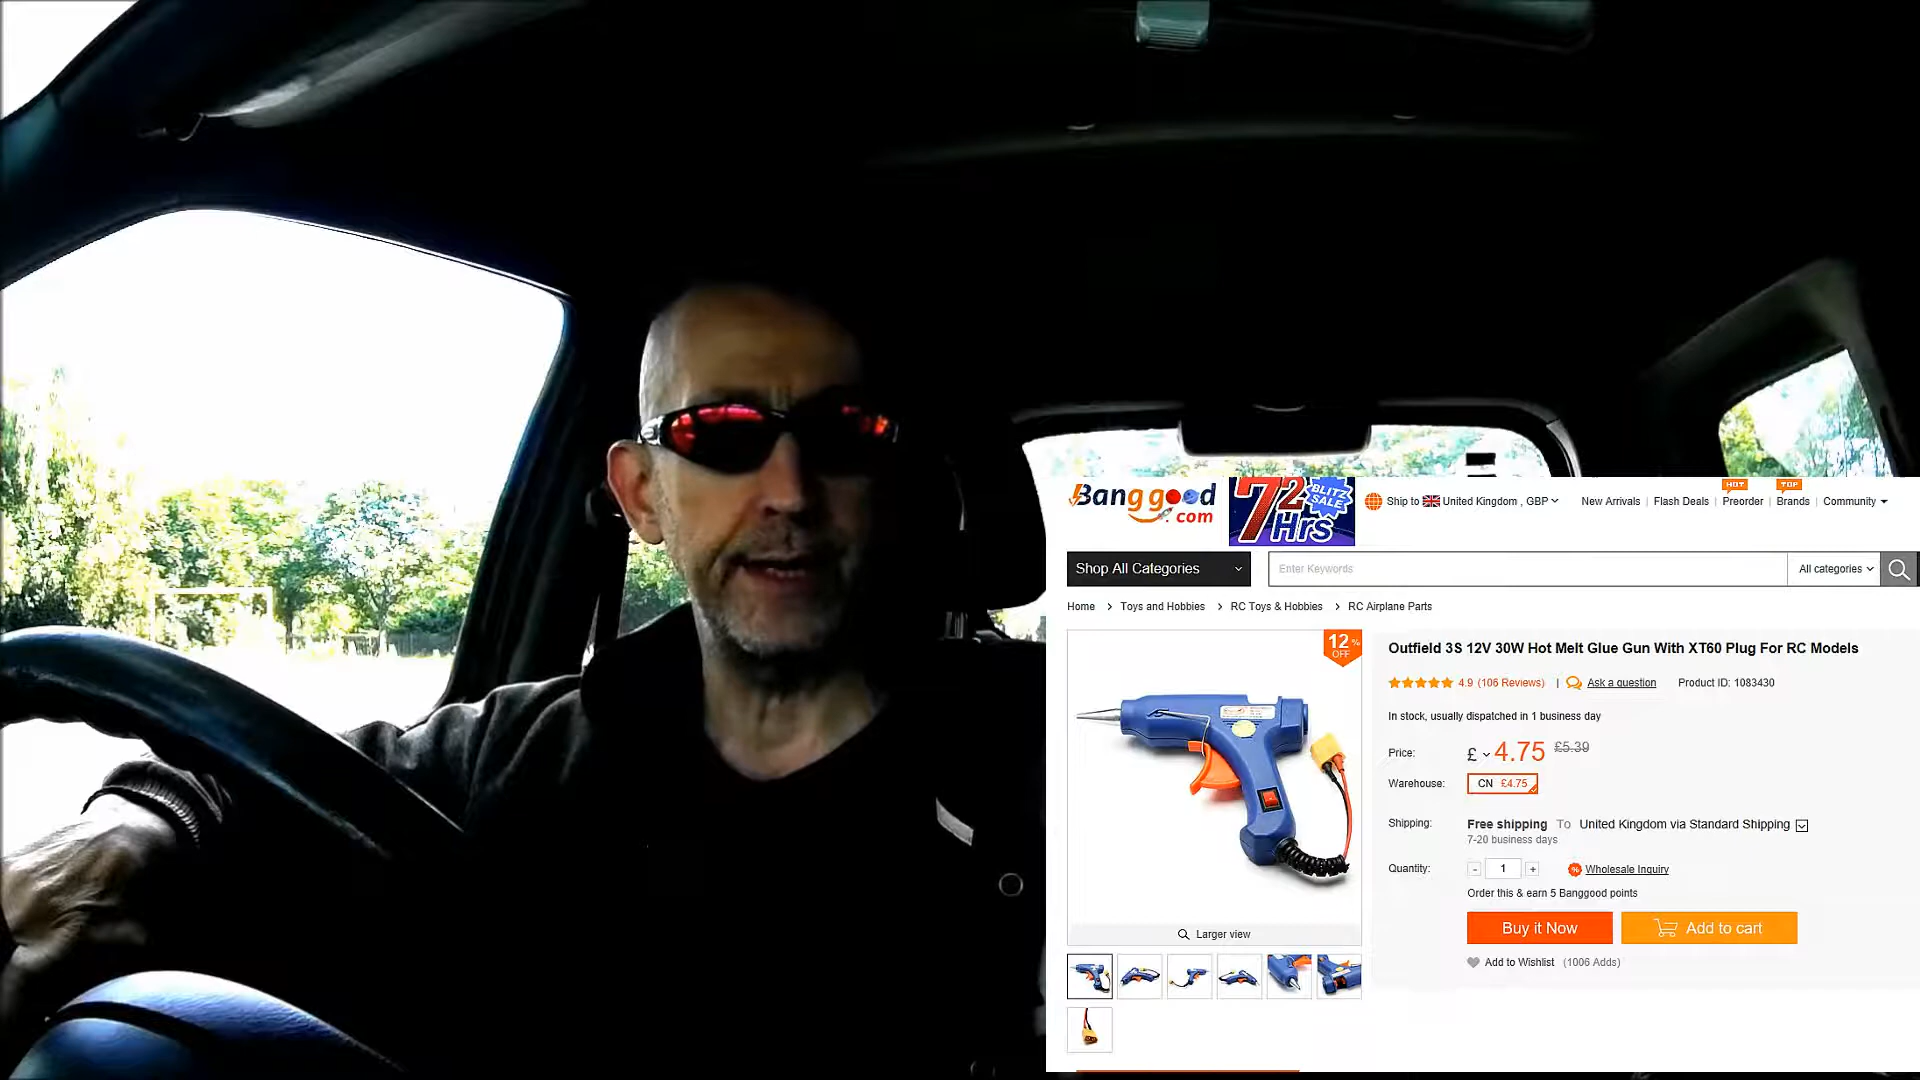 Banggood
.com
72
Hrs
BLITZ
SALE
Ship to United Kingdom , GBP
New Arrivals | Flash Deals | Preorder | Brands | Community
HOT
TOP
Shop All Categories
Enter Keywords
All categories
Home > Toys and Hobbies > RC Toys & Hobbies > RC Airplane Parts
12 %
OFF
Outfield 3S 12V 30W Hot Melt Glue Gun With XT60 Plug For RC Models
4.9 (106 Reviews) | Ask a question Product ID: 1083430
In stock, usually dispatched in 1 business day
Price: £ 4.75 £5.39
Warehouse: CN £4.75
Shipping: Free shipping To United Kingdom via Standard Shipping
7-20 business days
Quantity: - 1 + Wholesale Inquiry
Order this & earn 5 Banggood points
Buy it Now Add to cart
Larger view
Add to Wishlist (1006 Adds)